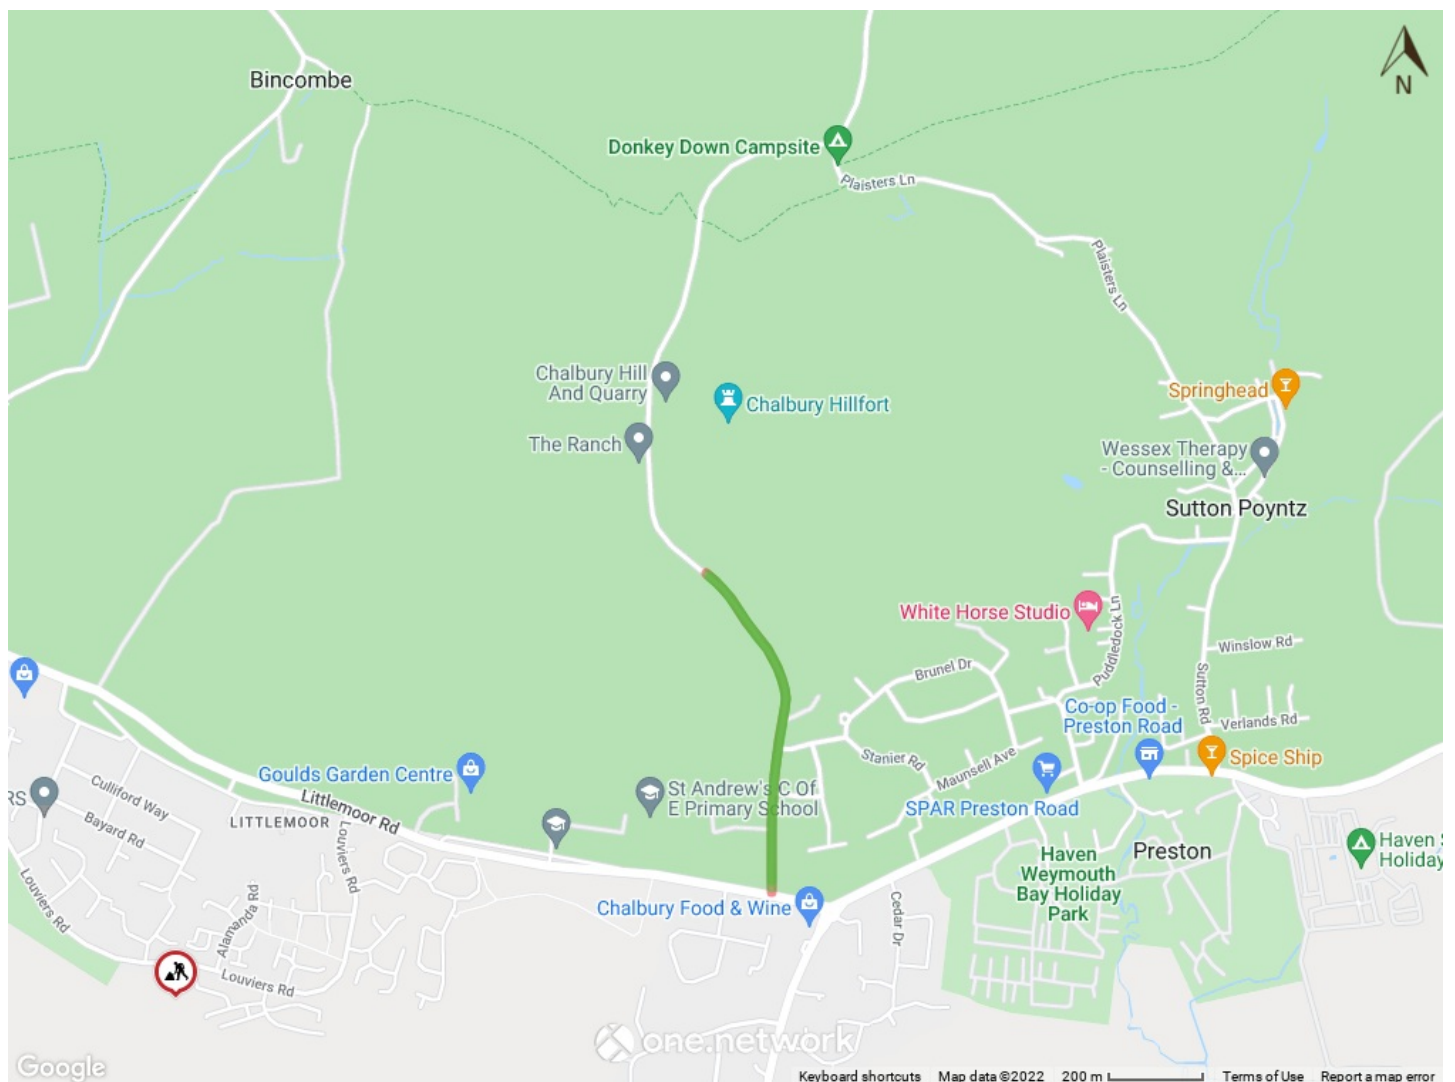 Bincombe
N
Donkey Down Campsite
Plaisters Ln
Plaisters Ln
Chalbury Hill
And Quarry
Chalbury Hillfort
Springhead
The Ranch
Wessex Therapy
- Counselling &...
Sutton Poyntz
White Horse Studio
Puddledock Ln
Winslow Rd
Brunel Dr
Sutton Rd
Co-op Food -
Preston Road
Verlands Rd
Stanier Rd
Maunsell Ave
Spice Ship
Goulds Garden Centre
St Andrew's C Of
E Primary School
SPAR Preston Road
RS
Culliford Way
Littlemoor Rd
LITTLEMOOR
Bayard Rd
Louviers Rd
Haven
Weymouth
Bay Holiday
Park
Preston
Haven S
Holiday
Louviers Rd
Alamanda Rd
Chalbury Food & Wine
Cedar Dr
Louviers Rd
one.network
Google
Keyboard shortcuts Map data ©2022 200 m Terms of Use Report a map error